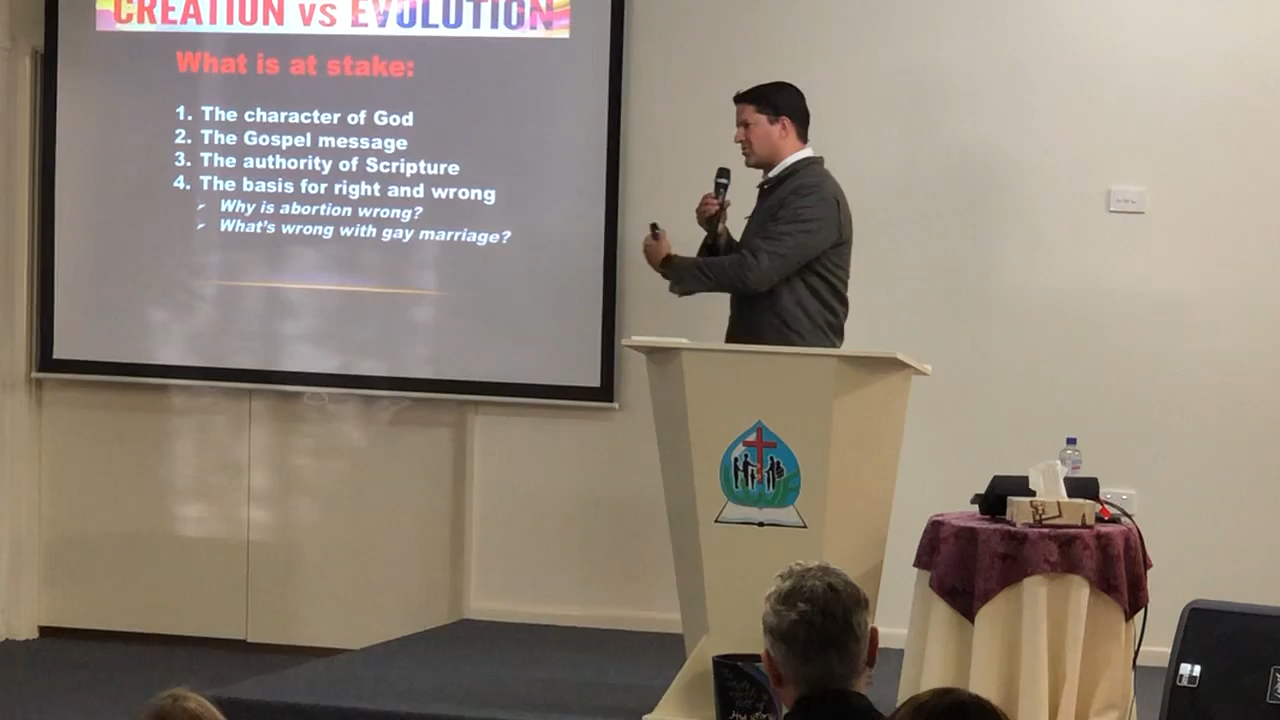 CREATION vs EVOLUTION
What is at stake:
1. The character of God
2. The Gospel message
3. The authority of Scripture
4. The basis for right and wrong
➢ Why is abortion wrong?
➢ What's wrong with gay marriage?